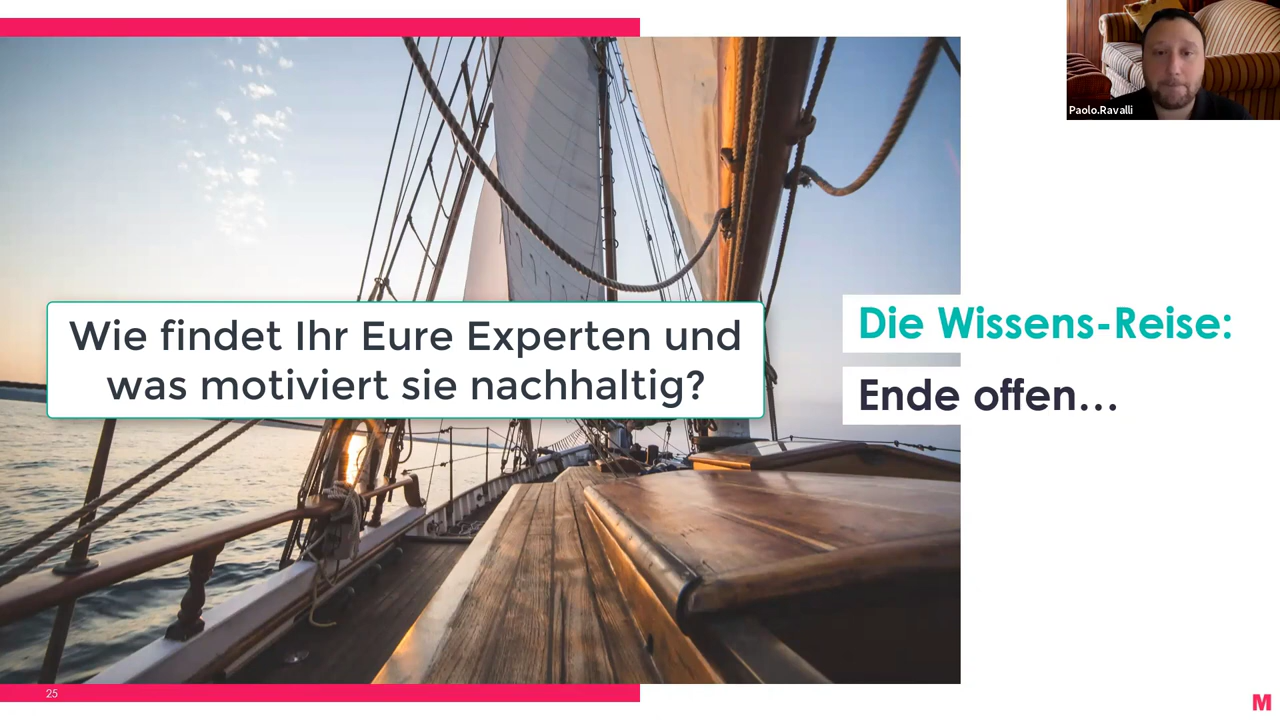 Paolo.Ravalli
Wie findet Ihr Eure Experten und
was motiviert sie nachhaltig?
Die Wissens-Reise:
Ende offen...
25
M